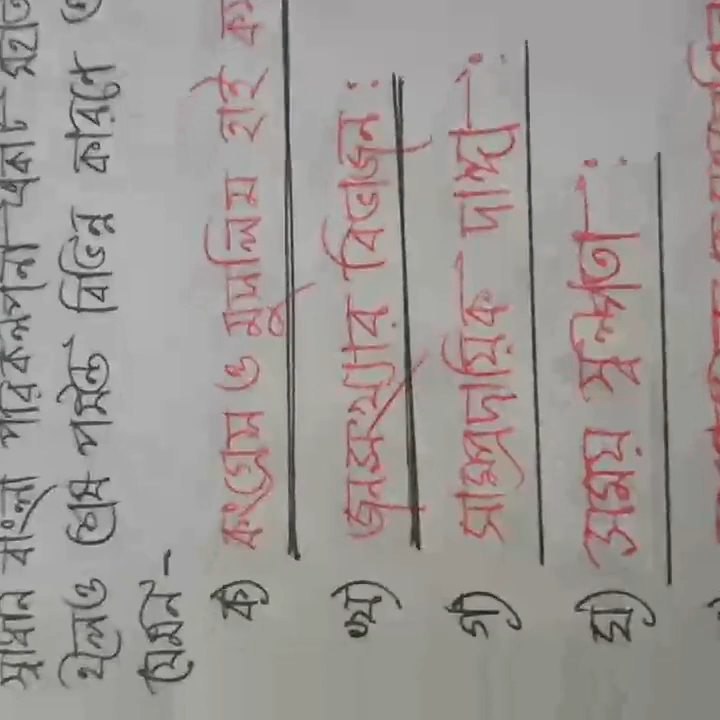 স্বাধীন বাংলা পরিকল্পনা একটি মহৎ
হলেও শেষ পর্যন্ত বিভিন্ন কারণে
যেমন-
ক) কংগ্রেস ও মুসলিম হাই
খ) জনসংখ্যার বিভাজন :
গ) সাম্প্রদায়িক দাঙ্গা :
ঘ) সময় স্বল্পতা :